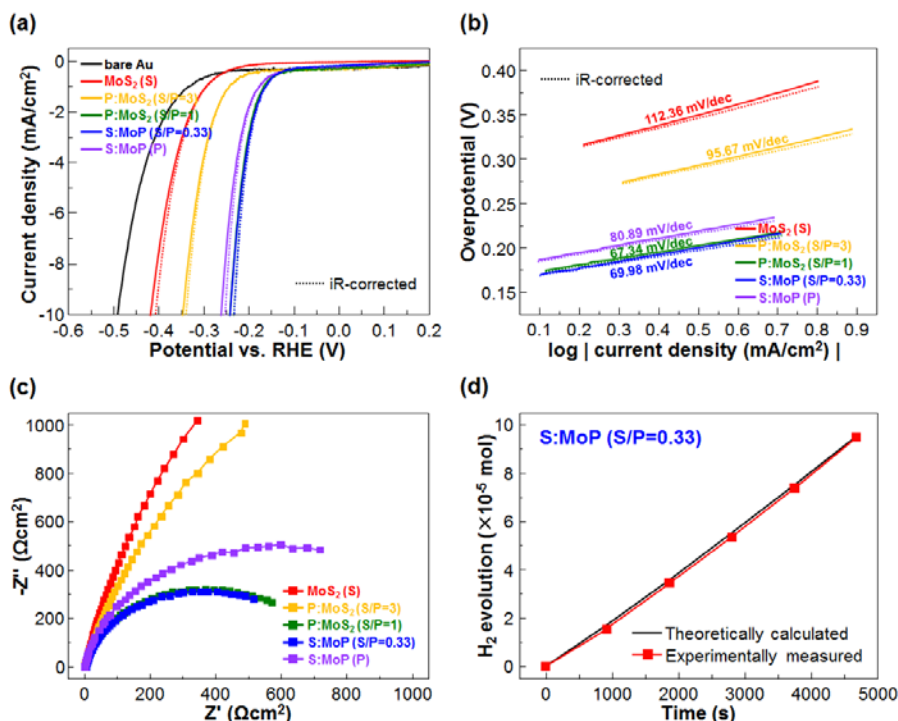 (a)
0
-2
-4
-6
-8
-10
-0.6 -0.5 -0.4 -0.3 -0.2 -0.1 0.0 0.1 0.2
Current density (mA/cm²)
Potential vs. RHE (V)
bare Au
MoS₂ (S)
P:MoS₂ (S/P=3)
P:MoS₂ (S/P=1)
S:MoP (S/P=0.33)
S:MoP (P)
iR-corrected
(b)
0.40
0.35
0.30
0.25
0.20
0.15
0.1 0.2 0.3 0.4 0.5 0.6 0.7 0.8 0.9
Overpotential (V)
log | current density (mA/cm²) |
iR-corrected
112.36 mV/dec
95.67 mV/dec
80.89 mV/dec
67.34 mV/dec
69.98 mV/dec
MoS₂ (S)
P:MoS₂ (S/P=3)
P:MoS₂ (S/P=1)
S:MoP (S/P=0.33)
S:MoP (P)
(c)
1000
800
600
400
200
0
0 200 400 600 800 1000
-Z'' (Ωcm²)
Z' (Ωcm²)
MoS₂ (S)
P:MoS₂ (S/P=3)
P:MoS₂ (S/P=1)
S:MoP (S/P=0.33)
S:MoP (P)
(d)
10
8
6
4
2
0
0 1000 2000 3000 4000 5000
H₂ evolution (×10⁻⁵ mol)
Time (s)
S:MoP (S/P=0.33)
Theoretically calculated
Experimentally measured